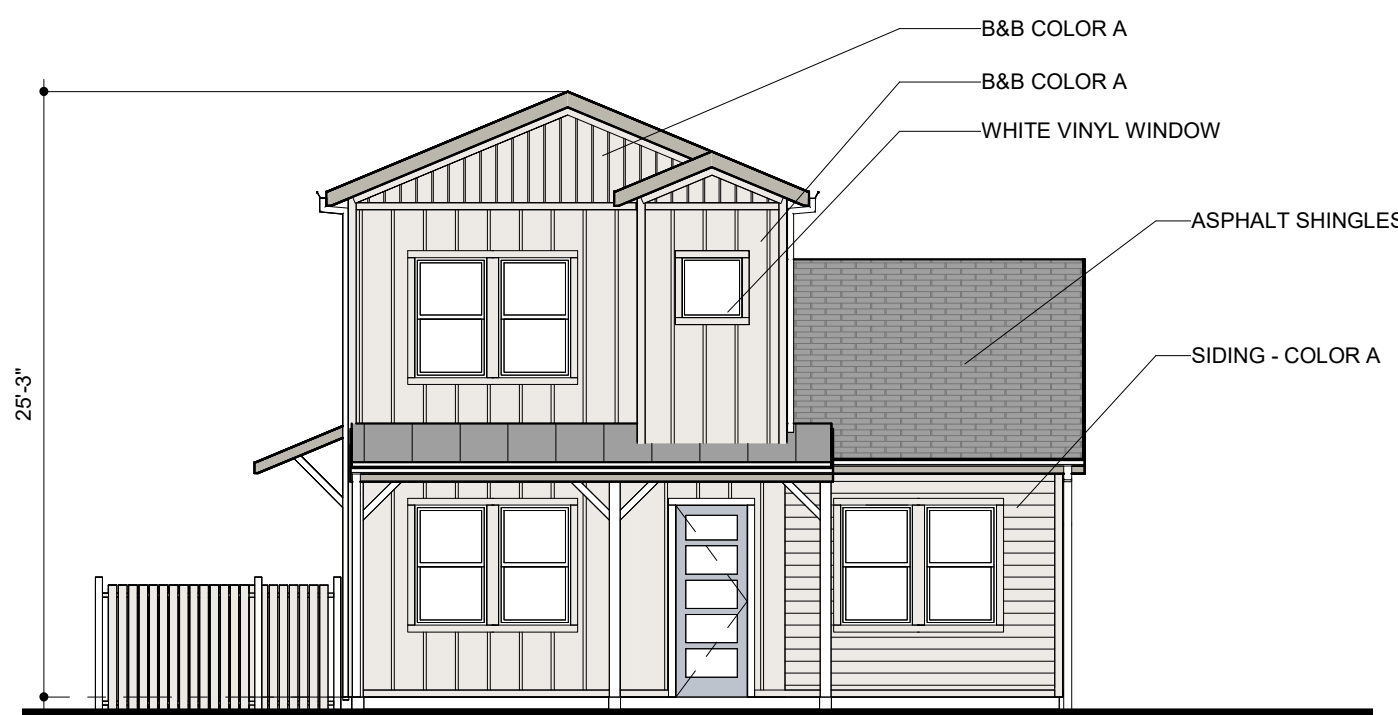 B&B COLOR A
B&B COLOR A
WHITE VINYL WINDOW
ASPHALT SHINGLES
SIDING - COLOR A
25'-3"